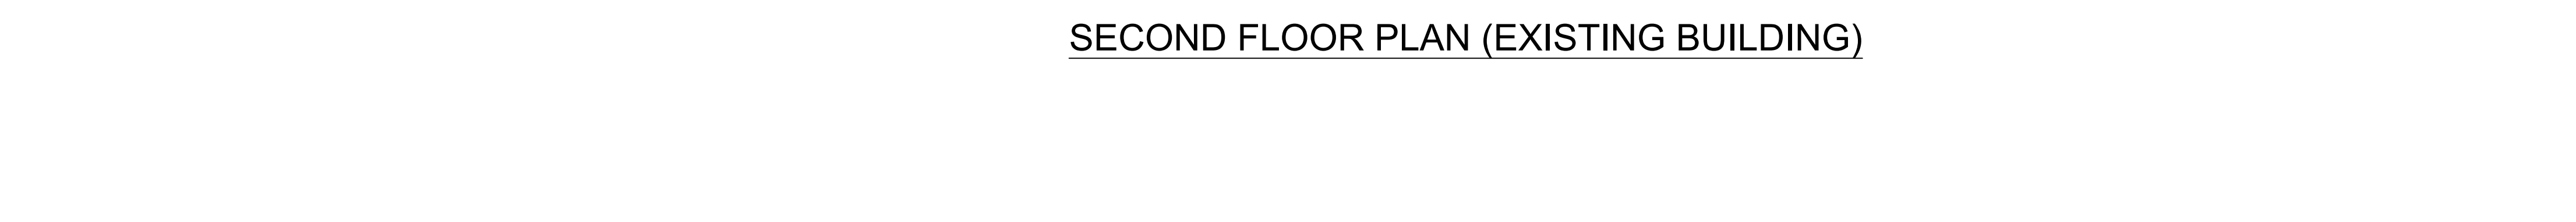 SECOND FLOOR PLAN (EXISTING BUILDING)